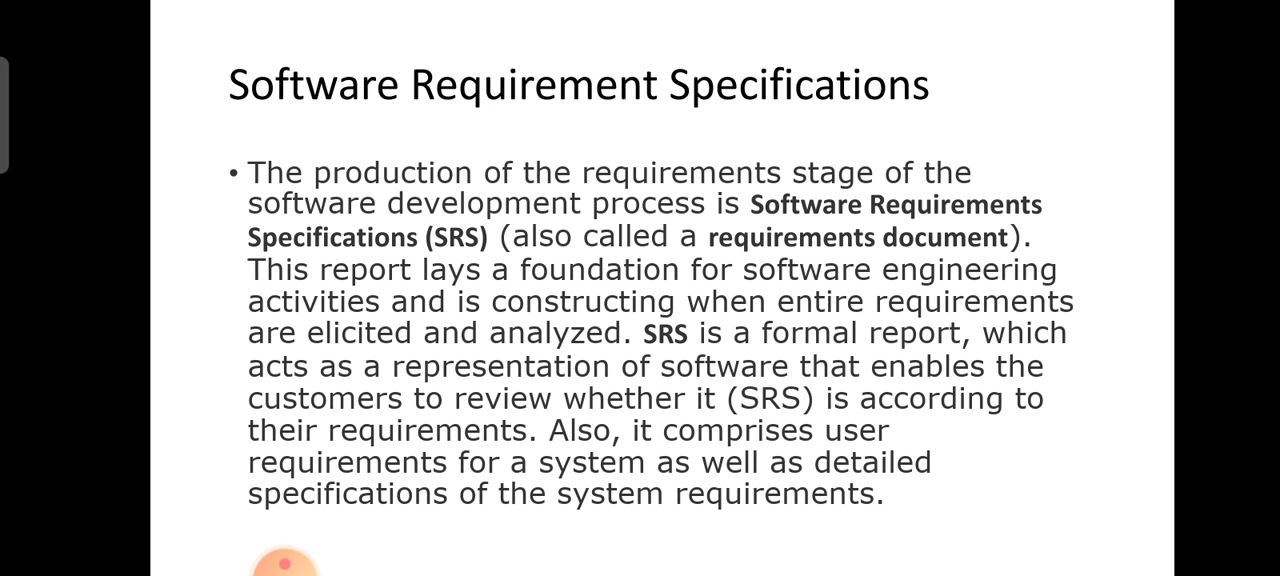 Software Requirement Specifications
• The production of the requirements stage of the
software development process is Software Requirements
Specifications (SRS) (also called a requirements document).
This report lays a foundation for software engineering
activities and is constructing when entire requirements
are elicited and analyzed. SRS is a formal report, which
acts as a representation of software that enables the
customers to review whether it (SRS) is according to
their requirements. Also, it comprises user
requirements for a system as well as detailed
specifications of the system requirements.